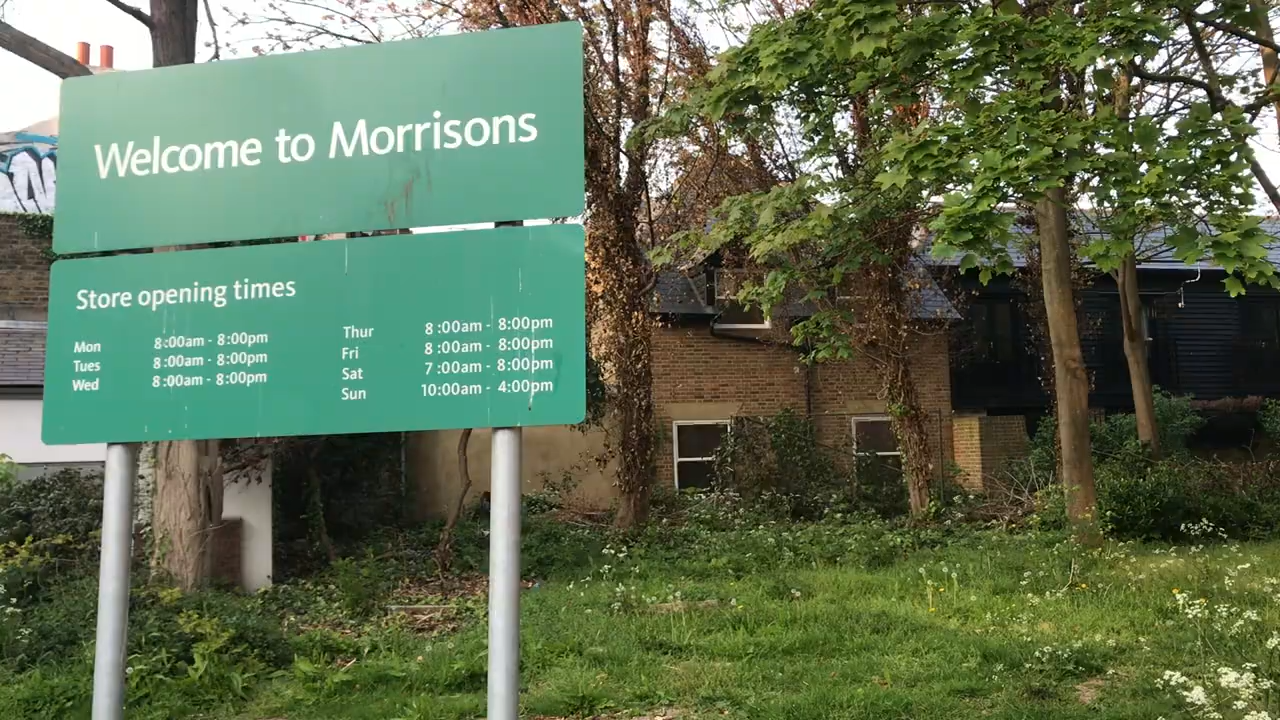 Welcome to Morrisons
Store opening times
Mon 8:00am - 8:00pm
Tues 8:00am - 8:00pm
Wed 8:00am - 8:00pm
Thur 8:00am - 8:00pm
Fri 8:00am - 8:00pm
Sat 7:00am - 8:00pm
Sun 10:00am - 4:00pm